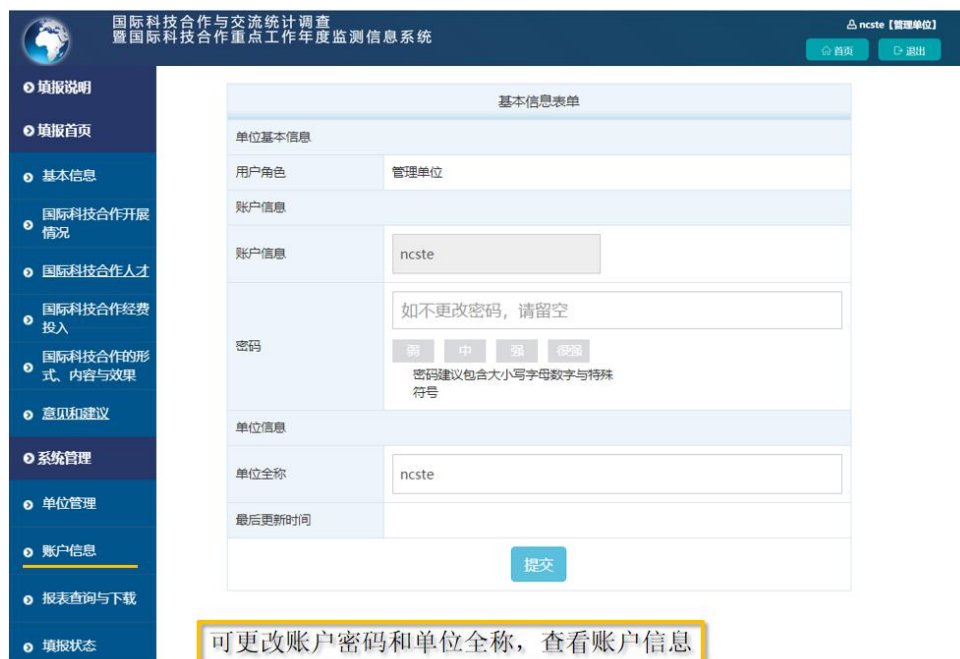 国际科技合作与交流统计调查
暨国际科技合作重点工作年度监测信息系统
ncste【管理单位】
首页 退出
填报说明
填报首页
基本信息
国际科技合作开展
情况
国际科技合作人才
国际科技合作经费
投入
国际科技合作的形
式、内容与效果
意见和建议
系统管理
单位管理
账户信息
报表查询与下载
填报状态
基本信息表单
单位基本信息
用户角色 管理单位
账户信息
账户信息 ncste
密码 如不更改密码，请留空
弱 中 强 很强
密码建议包含大小写字母数字与特殊
符号
单位信息
单位全称 ncste
最后更新时间
提交
可更改账户密码和单位全称，查看账户信息